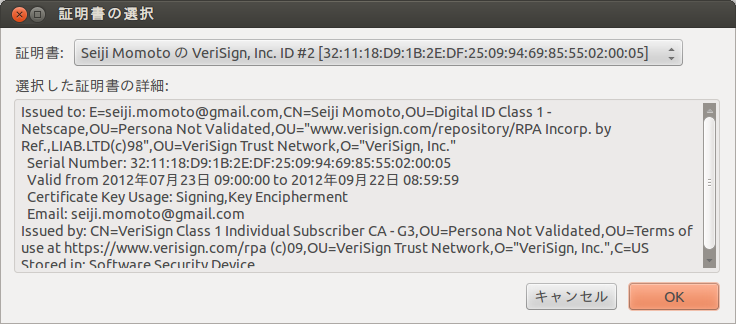 証明書の選択
証明書: Seiji Momoto の VeriSign, Inc. ID #2 [32:11:18:D9:1B:2E:DF:25:09:94:69:85:55:02:00:05]
選択した証明書の詳細:
Issued to: E=seiji.momoto@gmail.com,CN=Seiji Momoto,OU=Digital ID Class 1 -
Netscape,OU=Persona Not Validated,OU="www.verisign.com/repository/RPA Incorp. by
Ref.,LIAB.LTD(c)98",OU=VeriSign Trust Network,O="VeriSign, Inc."
Serial Number: 32:11:18:D9:1B:2E:DF:25:09:94:69:85:55:02:00:05
Valid from 2012年07月23日 09:00:00 to 2012年09月22日 08:59:59
Certificate Key Usage: Signing,Key Encipherment
Email: seiji.momoto@gmail.com
Issued by: CN=VeriSign Class 1 Individual Subscriber CA - G3,OU=Persona Not Validated,OU=Terms of
use at https://www.verisign.com/rpa (c)09,OU=VeriSign Trust Network,O="VeriSign, Inc.",C=US
Stored in: Software Security Device
キャンセル OK